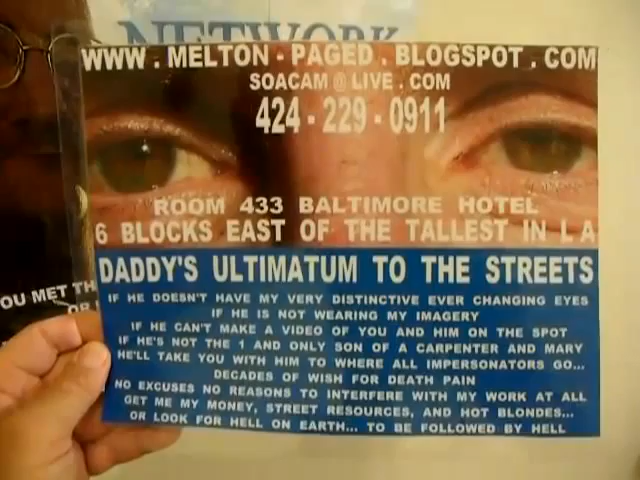 NETWORK
WWW . MELTON - PAGED . BLOGSPOT . COM
SOACAM @ LIVE . COM
424 - 229 - 0911
ROOM 433 BALTIMORE HOTEL
6 BLOCKS EAST OF THE TALLEST IN L A
DADDY'S ULTIMATUM TO THE STREETS
IF HE DOESN'T HAVE MY VERY DISTINCTIVE EVER CHANGING EYES
IF HE IS NOT WEARING MY IMAGERY
IF HE CAN'T MAKE A VIDEO OF YOU AND HIM ON THE SPOT
IF HE'S NOT THE 1 AND ONLY SON OF A CARPENTER AND MARY
HE'LL TAKE YOU WITH HIM TO WHERE ALL IMPERSONATORS GO...
DECADES OF WISH FOR DEATH PAIN
NO EXCUSES NO REASONS TO INTERFERE WITH MY WORK AT ALL
GET ME MY MONEY, STREET RESOURCES, AND HOT BLONDES...
OR LOOK FOR HELL ON EARTH... TO BE FOLLOWED BY HELL
OU MET TH
OR